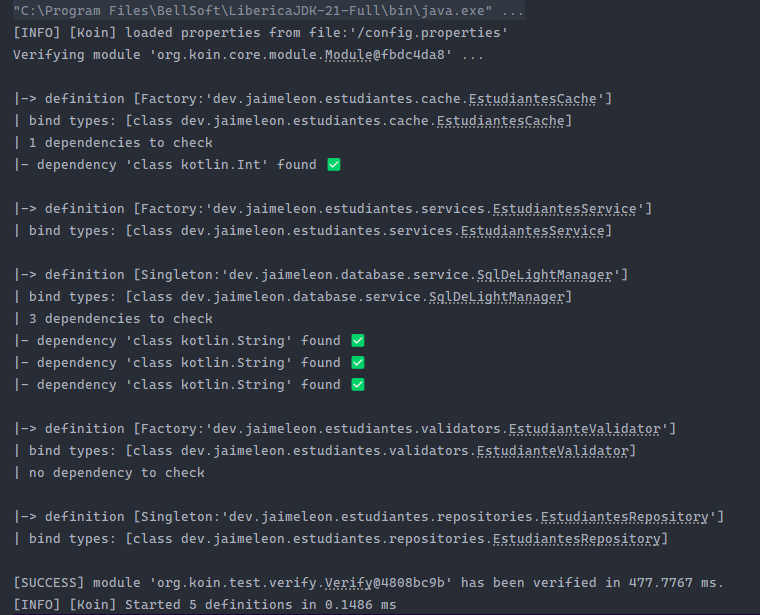 "C:\Program Files\BellSoft\LibericaJDK-21-Full\bin\java.exe" ...
[INFO] [Koin] loaded properties from file:'/config.properties'
Verifying module 'org.koin.core.module.Module@fbdc4da8' ...
|-> definition [Factory:'dev.jaimeleon.estudiantes.cache.EstudiantesCache']
| bind types: [class dev.jaimeleon.estudiantes.cache.EstudiantesCache]
| 1 dependencies to check
|- dependency 'class kotlin.Int' found ✅
|-> definition [Factory:'dev.jaimeleon.estudiantes.services.EstudiantesService']
| bind types: [class dev.jaimeleon.estudiantes.services.EstudiantesService]
|-> definition [Singleton:'dev.jaimeleon.database.service.SqlDeLightManager']
| bind types: [class dev.jaimeleon.database.service.SqlDeLightManager]
| 3 dependencies to check
|- dependency 'class kotlin.String' found ✅
|- dependency 'class kotlin.String' found ✅
|- dependency 'class kotlin.String' found ✅
|-> definition [Factory:'dev.jaimeleon.estudiantes.validators.EstudianteValidator']
| bind types: [class dev.jaimeleon.estudiantes.validators.EstudianteValidator]
| no dependency to check
|-> definition [Singleton:'dev.jaimeleon.estudiantes.repositories.EstudiantesRepository']
| bind types: [class dev.jaimeleon.estudiantes.repositories.EstudiantesRepository]
[SUCCESS] module 'org.koin.test.verify.Verify@4808bc9b' has been verified in 477.7767 ms.
[INFO] [Koin] Started 5 definitions in 0.1486 ms